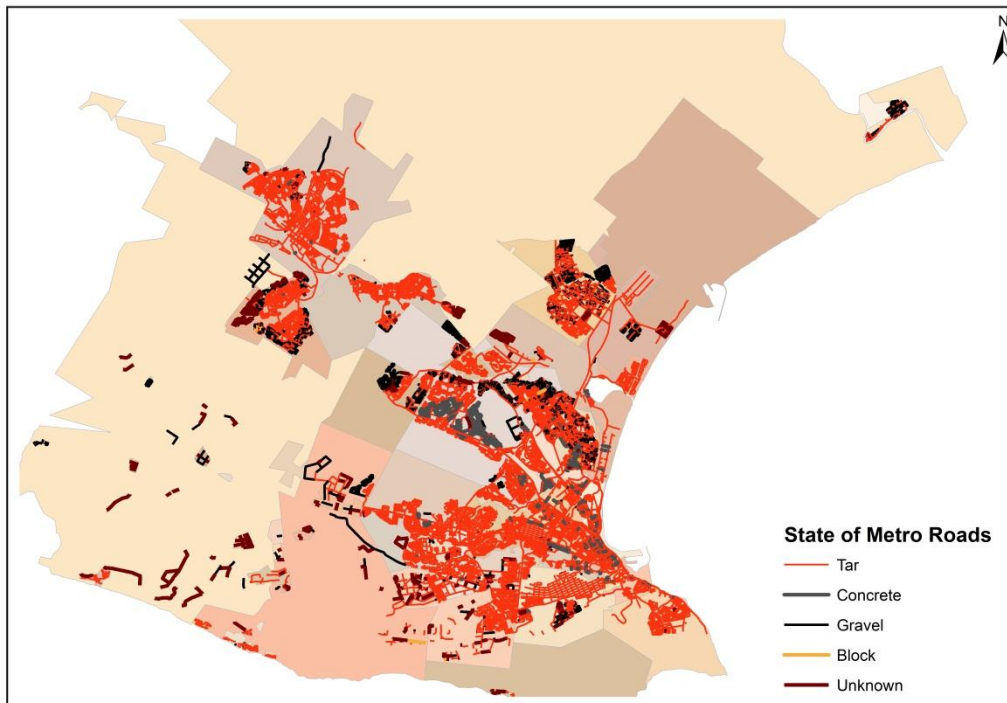 N
State of Metro Roads
Tar
Concrete
Gravel
Block
Unknown